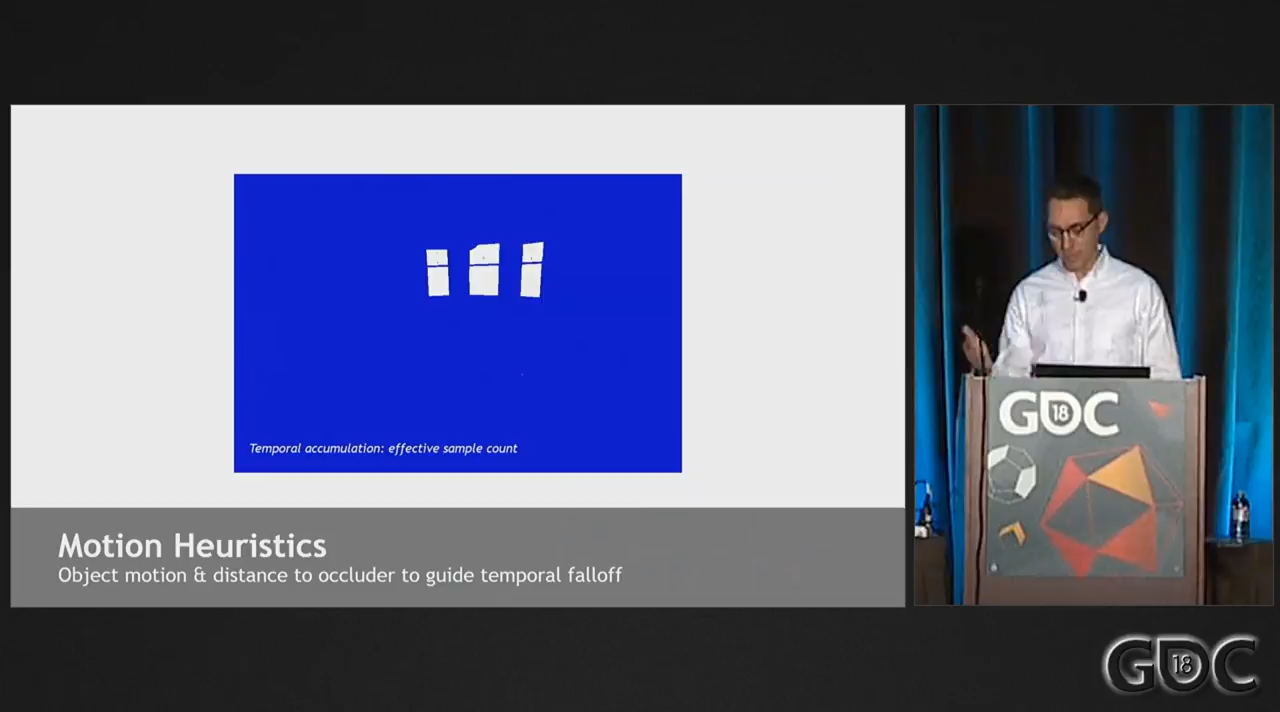 Temporal accumulation: effective sample count
Motion Heuristics
Object motion & distance to occluder to guide temporal falloff
GDC
18
GDC
18